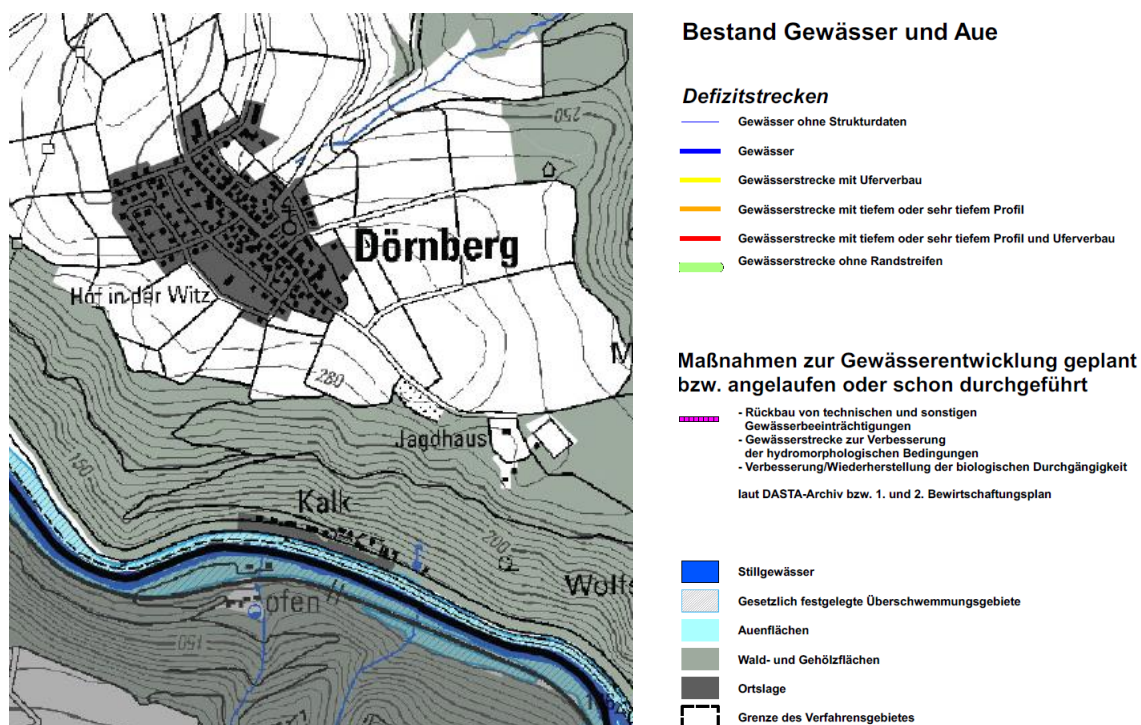 250
Dörnberg
Hof in der Witz
M
280
Jagdhaus
150
Kalk
200
Wolfs
ofen
150
Bestand Gewässer und Aue
Defizitstrecken
Gewässer ohne Strukturdaten
Gewässer
Gewässerstrecke mit Uferverbau
Gewässerstrecke mit tiefem oder sehr tiefem Profil
Gewässerstrecke mit tiefem oder sehr tiefem Profil und Uferverbau
Gewässerstrecke ohne Randstreifen
Maßnahmen zur Gewässerentwicklung geplant
bzw. angelaufen oder schon durchgeführt
- Rückbau von technischen und sonstigen
Gewässerbeeinträchtigungen
- Gewässerstrecke zur Verbesserung
der hydromorphologischen Bedingungen
- Verbesserung/Wiederherstellung der biologischen Durchgängigkeit
laut DASTA-Archiv bzw. 1. und 2. Bewirtschaftungsplan
Stillgewässer
Gesetzlich festgelegte Überschwemmungsgebiete
Auenflächen
Wald- und Gehölzflächen
Ortslage
Grenze des Verfahrensgebietes